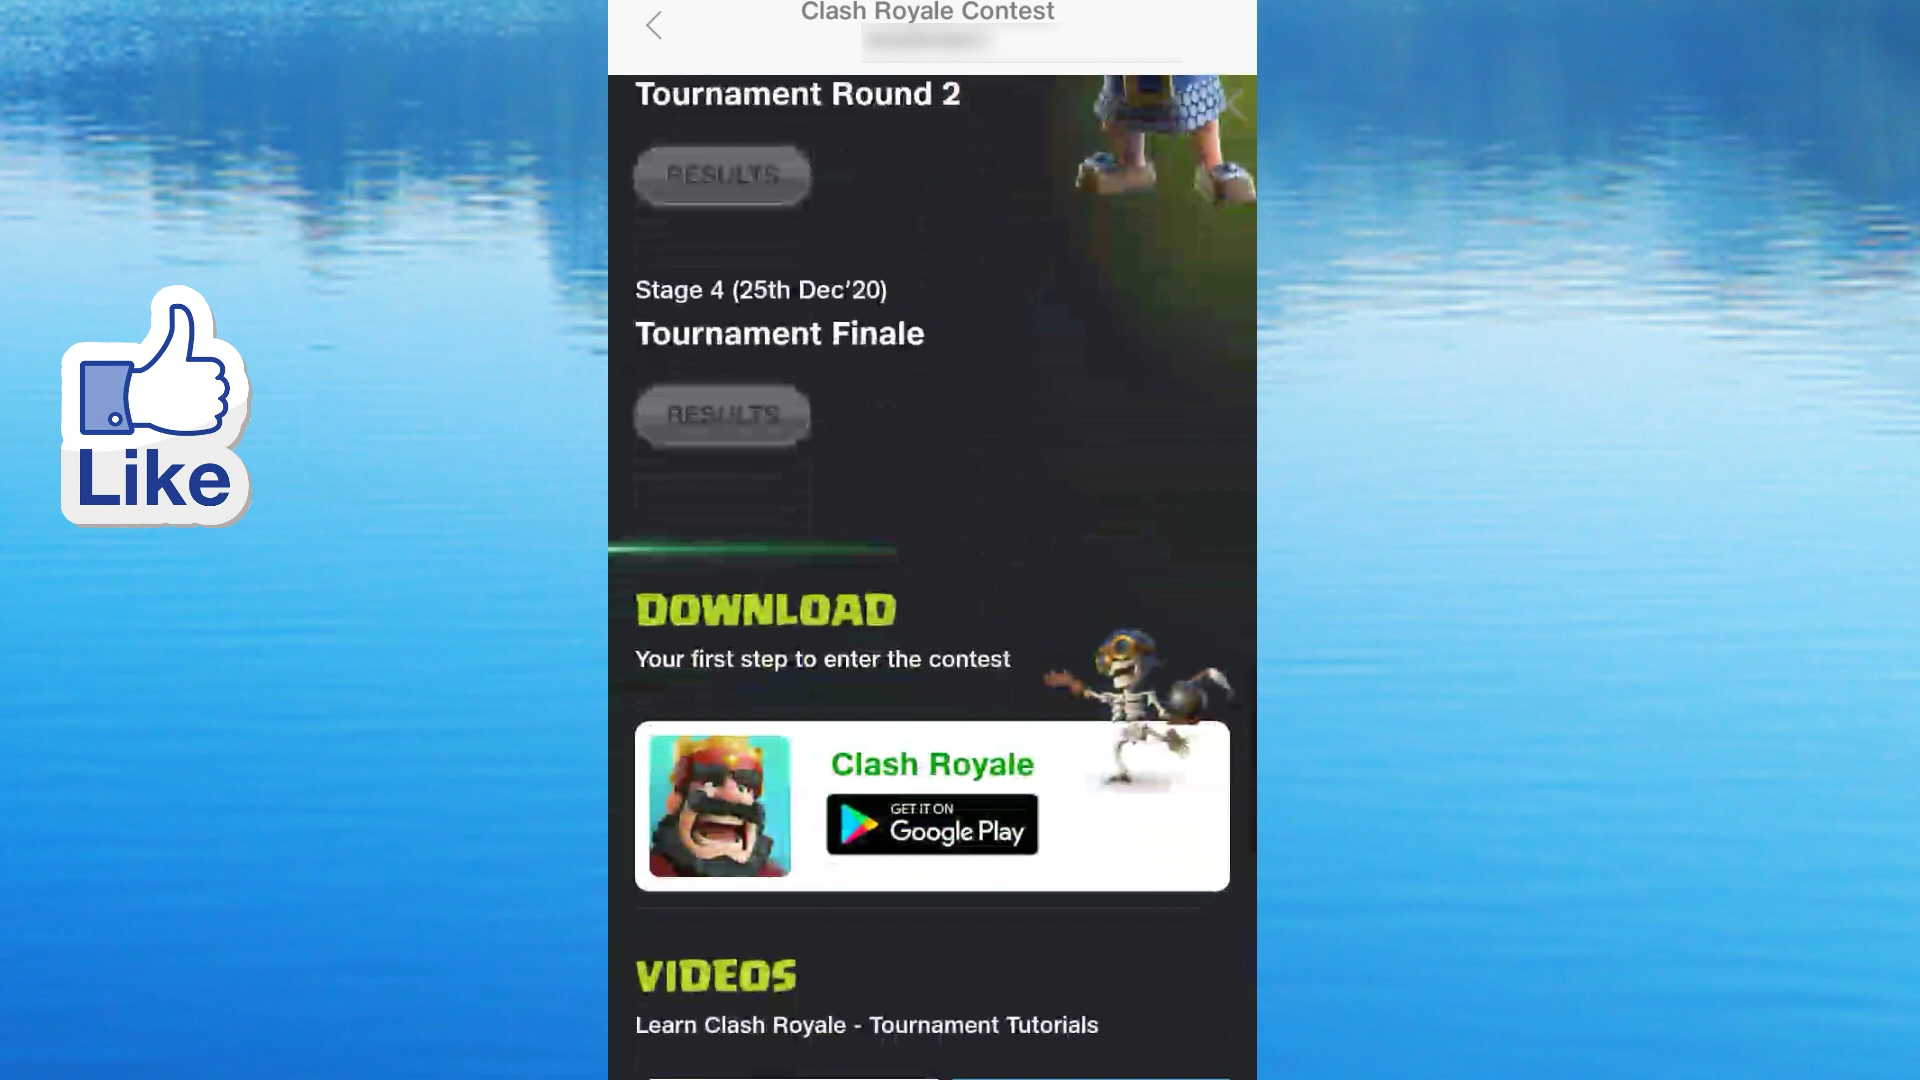 Clash Royale Contest
Tournament Round 2
RESULTS
Stage 4 (25th Dec'20)
Tournament Finale
RESULTS
Like
DOWNLOAD
Your first step to enter the contest
Clash Royale
GET IT ON
Google Play
VIDEOS
Learn Clash Royale - Tournament Tutorials